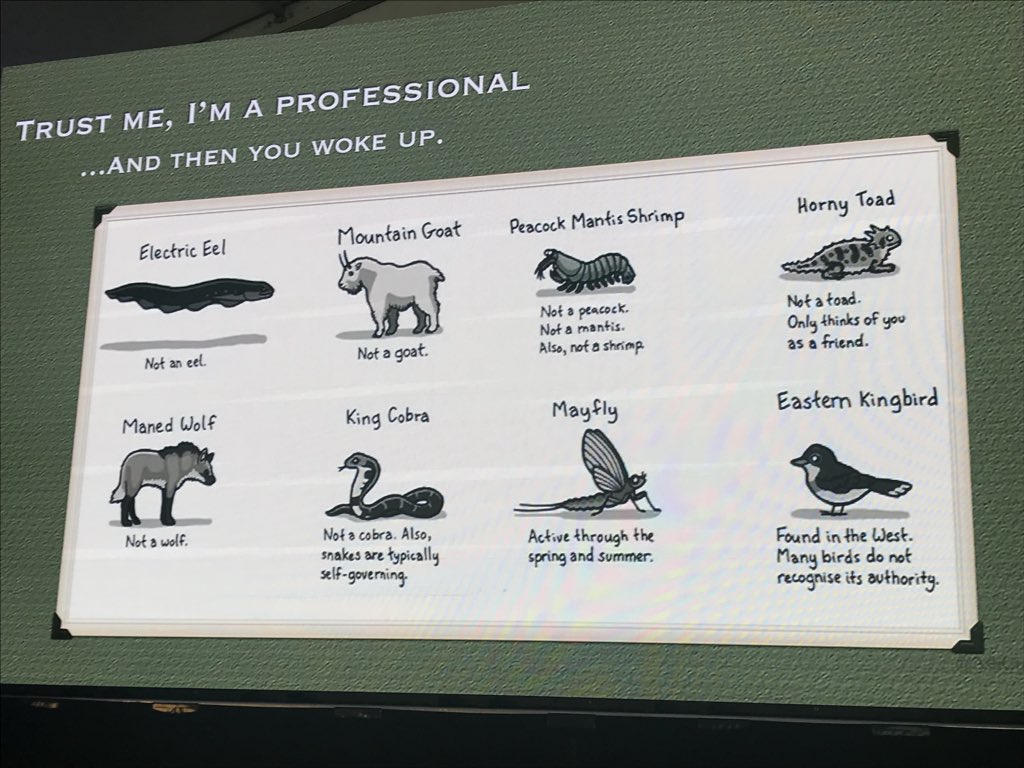 TRUST ME, I'M A PROFESSIONAL
...AND THEN YOU WOKE UP.
Electric Eel
Not an eel.
Mountain Goat
Not a goat.
Peacock Mantis Shrimp
Not a peacock.
Not a mantis.
Also, not a shrimp.
Horny Toad
Not a toad.
Only thinks of you
as a friend.
Maned Wolf
Not a wolf.
King Cobra
Not a cobra. Also,
snakes are typically
self-governing.
Mayfly
Active through the
spring and summer.
Eastern Kingbird
Found in the West.
Many birds do not
recognise its authority.